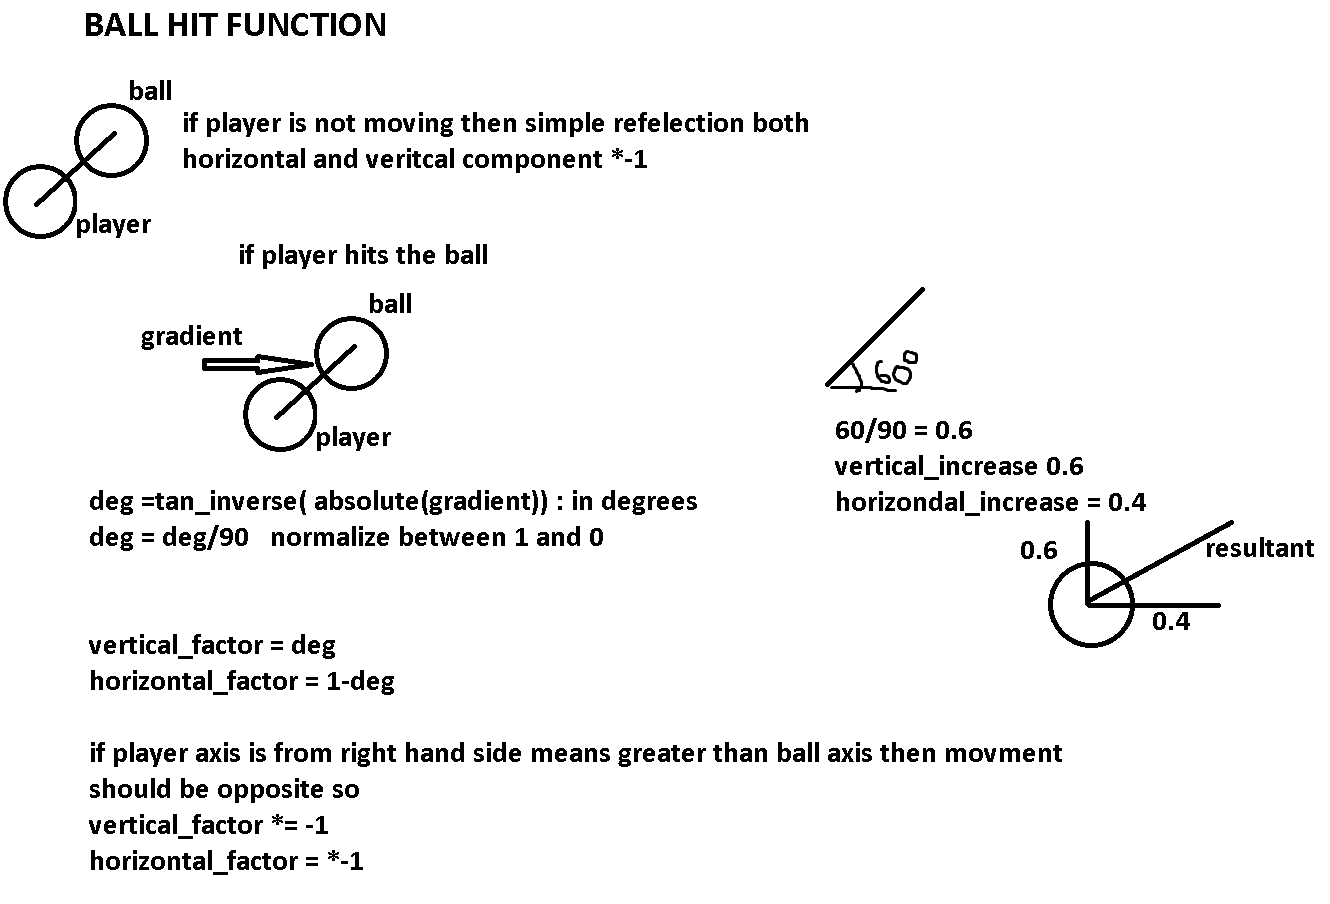 BALL HIT FUNCTION
ball
if player is not moving then simple refelection both
horizontal and veritcal component *-1
player
if player hits the ball
ball
gradient
player
60°
60/90 = 0.6
vertical_increase 0.6
horizondal_increase = 0.4
deg =tan_inverse( absolute(gradient)) : in degrees
deg = deg/90   normalize between 1 and 0
0.6
resultant
0.4
vertical_factor = deg
horizontal_factor = 1-deg
if player axis is from right hand side means greater than ball axis then movment
should be opposite so
vertical_factor *= -1
horizontal_factor = *-1